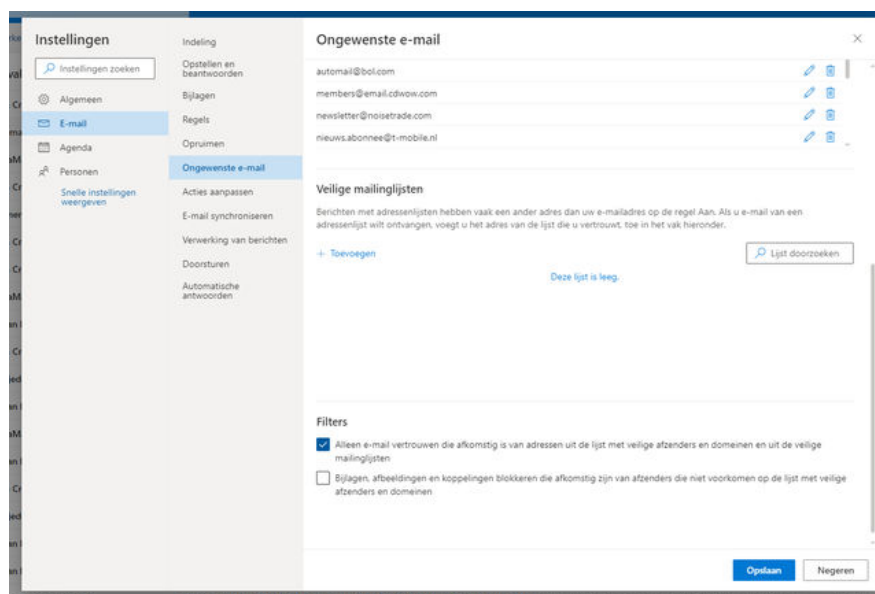 Instellingen
Instellingen zoeken
Algemeen
E-mail
Agenda
Personen
Snelle instellingen
weergeven
Indeling
Opstellen en
beantwoorden
Bijlagen
Regels
Opruimen
Ongewenste e-mail
Acties aanpassen
E-mail synchroniseren
Verwerking van berichten
Doorsturen
Automatische
antwoorden
Ongewenste e-mail
automail@bol.com
members@email.cdwow.com
newsletter@noisetrade.com
nieuws.abonnee@t-mobile.nl
Veilige mailinglijsten
Berichten met adressenlijsten hebben vaak een ander adres dan uw e-mailadres op de regel Aan. Als u e-mail van een
adressenlijst wilt ontvangen, voegt u het adres van de lijst die u vertrouwt, toe in het vak hieronder.
+ Toevoegen
Lijst doorzoeken
Deze lijst is leeg.
Filters
Alleen e-mail vertrouwen die afkomstig is van adressen uit de lijst met veilige afzenders en domeinen en uit de veilige
mailinglijsten
Bijlagen, afbeeldingen en koppelingen blokkeren die afkomstig zijn van afzenders die niet voorkomen op de lijst met veilige
afzenders en domeinen
Opslaan
Negeren